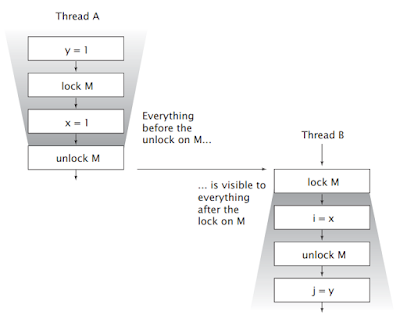 Thread A
y = 1
lock M
x = 1
unlock M
Everything
before the
unlock on M...
... is visible to
everything
after the
lock on M
Thread B
lock M
i = x
unlock M
j = y